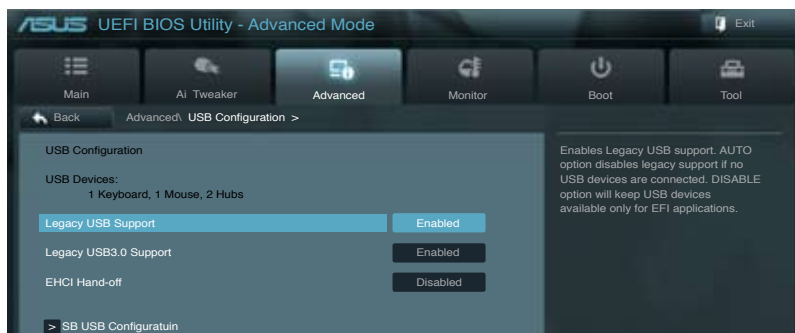 ASUS UEFI BIOS Utility - Advanced Mode
Exit
Main
Ai Tweaker
Advanced
Monitor
Boot
Tool
Back
Advanced\ USB Configuration >
USB Configuration
USB Devices:
1 Keyboard, 1 Mouse, 2 Hubs
Legacy USB Support Enabled
Legacy USB3.0 Support Enabled
EHCI Hand-off Disabled
> SB USB Configuratuin
Enables Legacy USB support. AUTO
option disables legacy support if no
USB devices are connected. DISABLE
option will keep USB devices
available only for EFI applications.